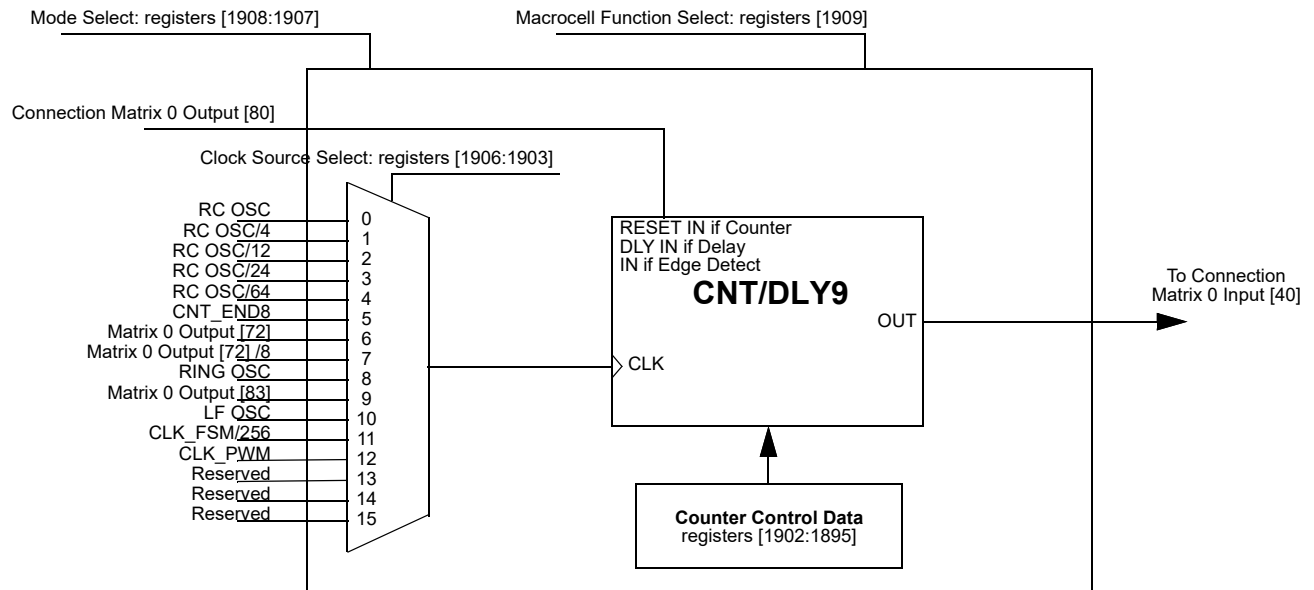 Mode Select: registers [1908:1907]
Macrocell Function Select: registers [1909]
Connection Matrix 0 Output [80]
Clock Source Select: registers [1906:1903]
RC OSC
RC OSC/4
RC OSC/12
RC OSC/24
RC OSC/64
CNT_END8
Matrix 0 Output [72]
Matrix 0 Output [72] /8
RING OSC
Matrix 0 Output [83]
LF OSC
CLK_FSM/256
CLK_PWM
Reserved
Reserved
Reserved
0
1
2
3
4
5
6
7
8
9
10
11
12
13
14
15
RESET IN if Counter
DLY IN if Delay
IN if Edge Detect
CNT/DLY9
OUT
CLK
To Connection
Matrix 0 Input [40]
Counter Control Data
registers [1902:1895]